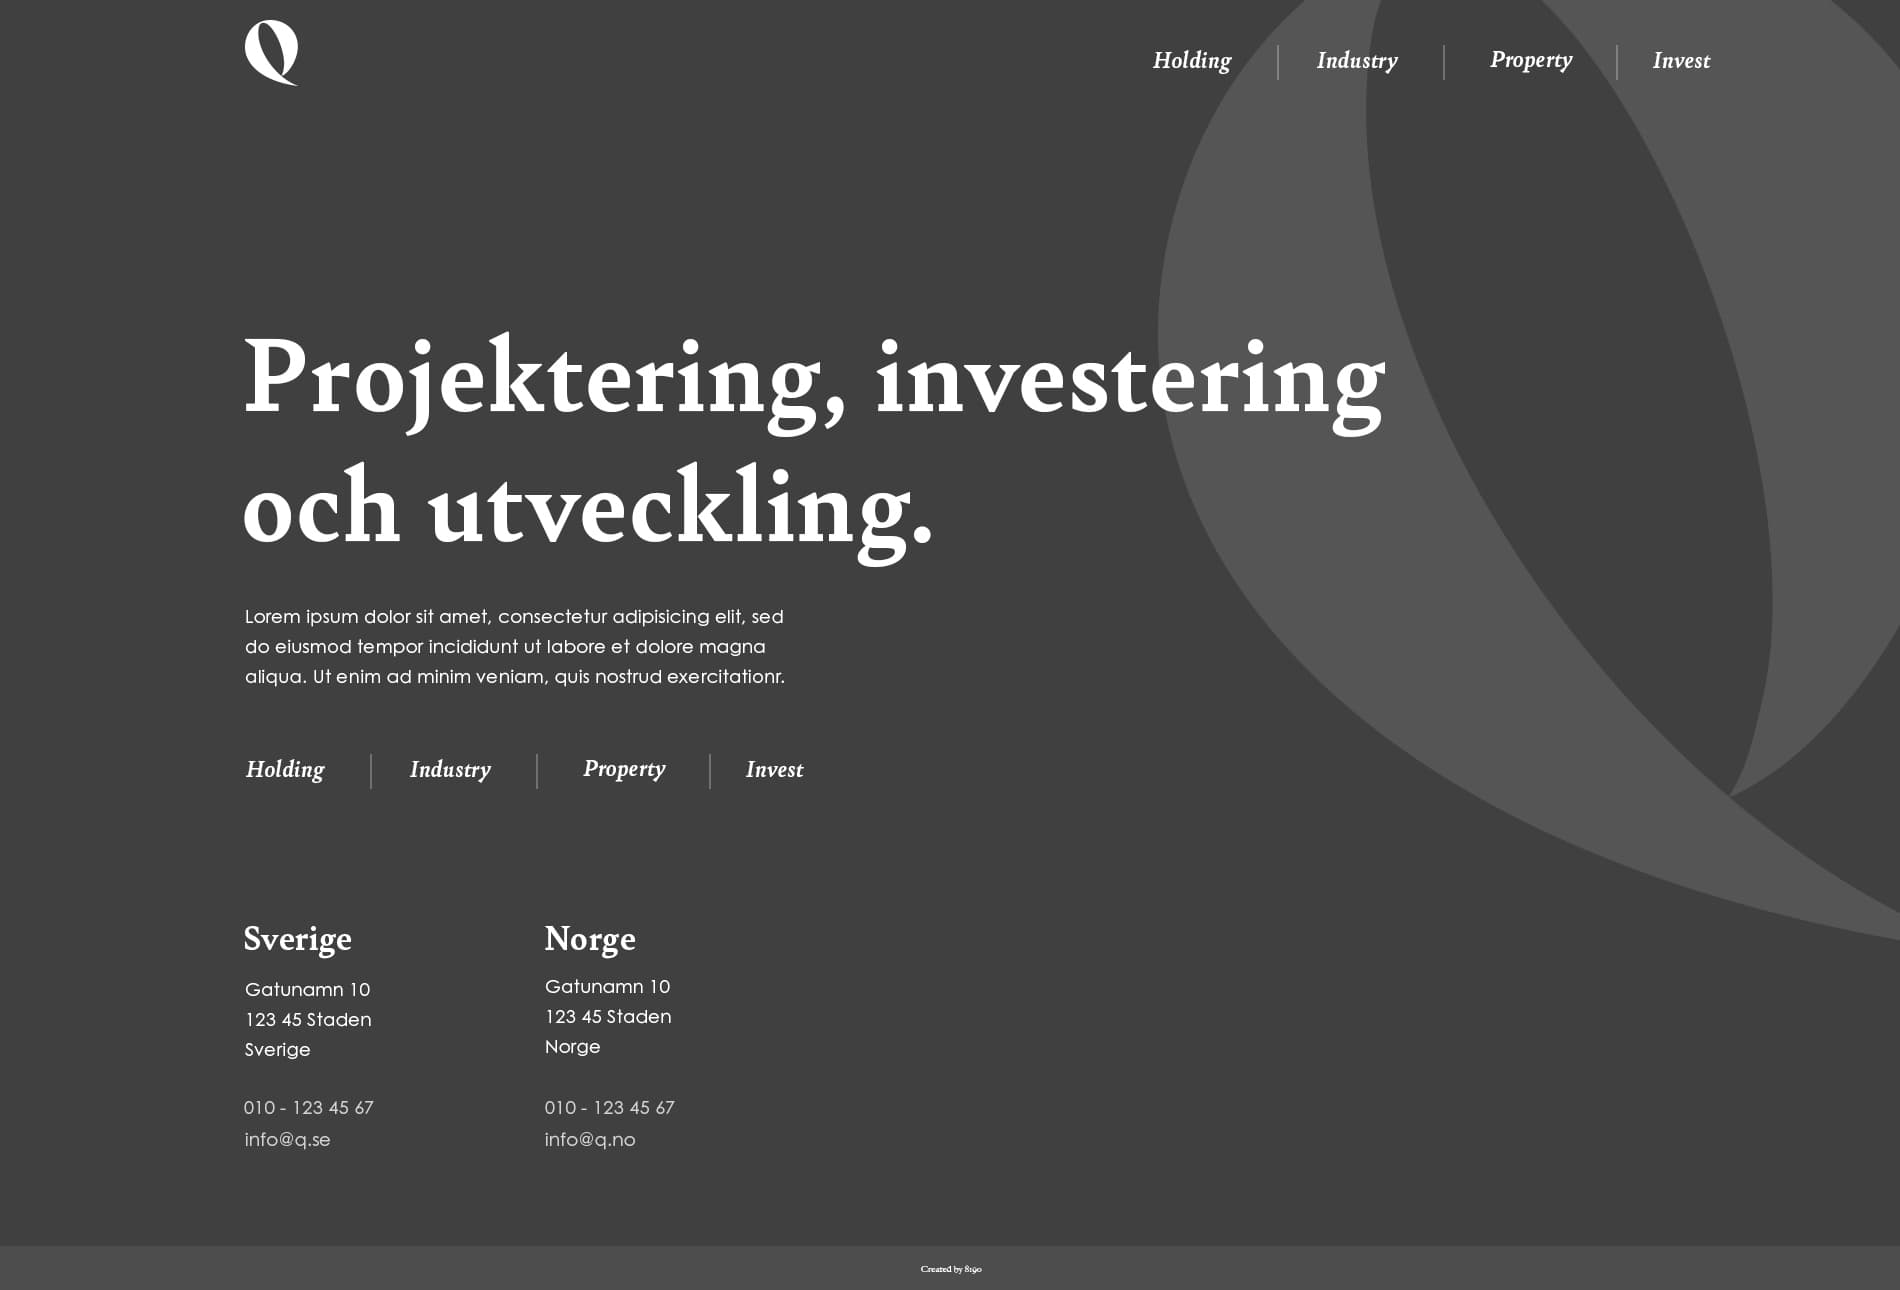 Holding Industry Property Invest
Projektering, investering
och utveckling.
Lorem ipsum dolor sit amet, consectetur adipisicing elit, sed
do eiusmod tempor incididunt ut labore et dolore magna
aliqua. Ut enim ad minim veniam, quis nostrud exercitationr.
Holding Industry Property Invest
Sverige
Gatunamn 10
123 45 Staden
Sverige
010 - 123 45 67
info@q.se
Norge
Gatunamn 10
123 45 Staden
Norge
010 - 123 45 67
info@q.no
Created by 8190